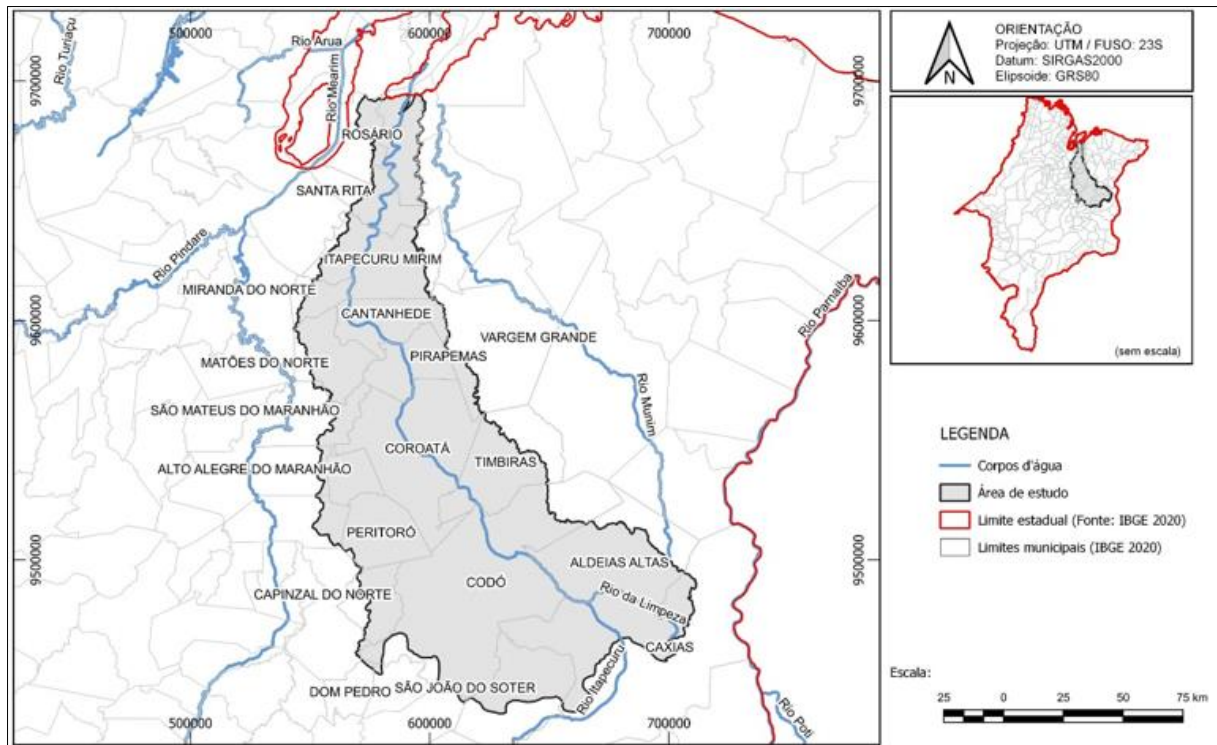 500000
600000
700000
Rio Turiaçu
Rio Arua
Rio Mearim
9700000
9700000
ROSÁRIO
SANTA RITA
Rio Pindare
ITAPECURU MIRIM
MIRANDA DO NORTE
Rio Parnaíba
9600000
9600000
CANTANHEDE
VARGEM GRANDE
PIRAPEMAS
MATÕES DO NORTE
Rio Munim
SÃO MATEUS DO MARANHÃO
COROATÁ
TIMBIRAS
ALTO ALEGRE DO MARANHÃO
PERITORÓ
9500000
9500000
ALDEIAS ALTAS
CODÓ
CAPINZAL DO NORTE
Rio da Limpeza
CAXIAS
Rio Itapecuru
DOM PEDRO
SÃO JOÃO DO SOTER
Rio Poti
500000
600000
700000
ORIENTAÇÃO
Projeção: UTM / FUSO: 23S
Datum: SIRGAS2000
Elipsoide: GRS80
N
(sem escala)
LEGENDA
Corpos d'água
Área de estudo
Limite estadual (Fonte: IBGE 2020)
Limites municipais (IBGE 2020)
Escala:
25 0 25 50 75 km